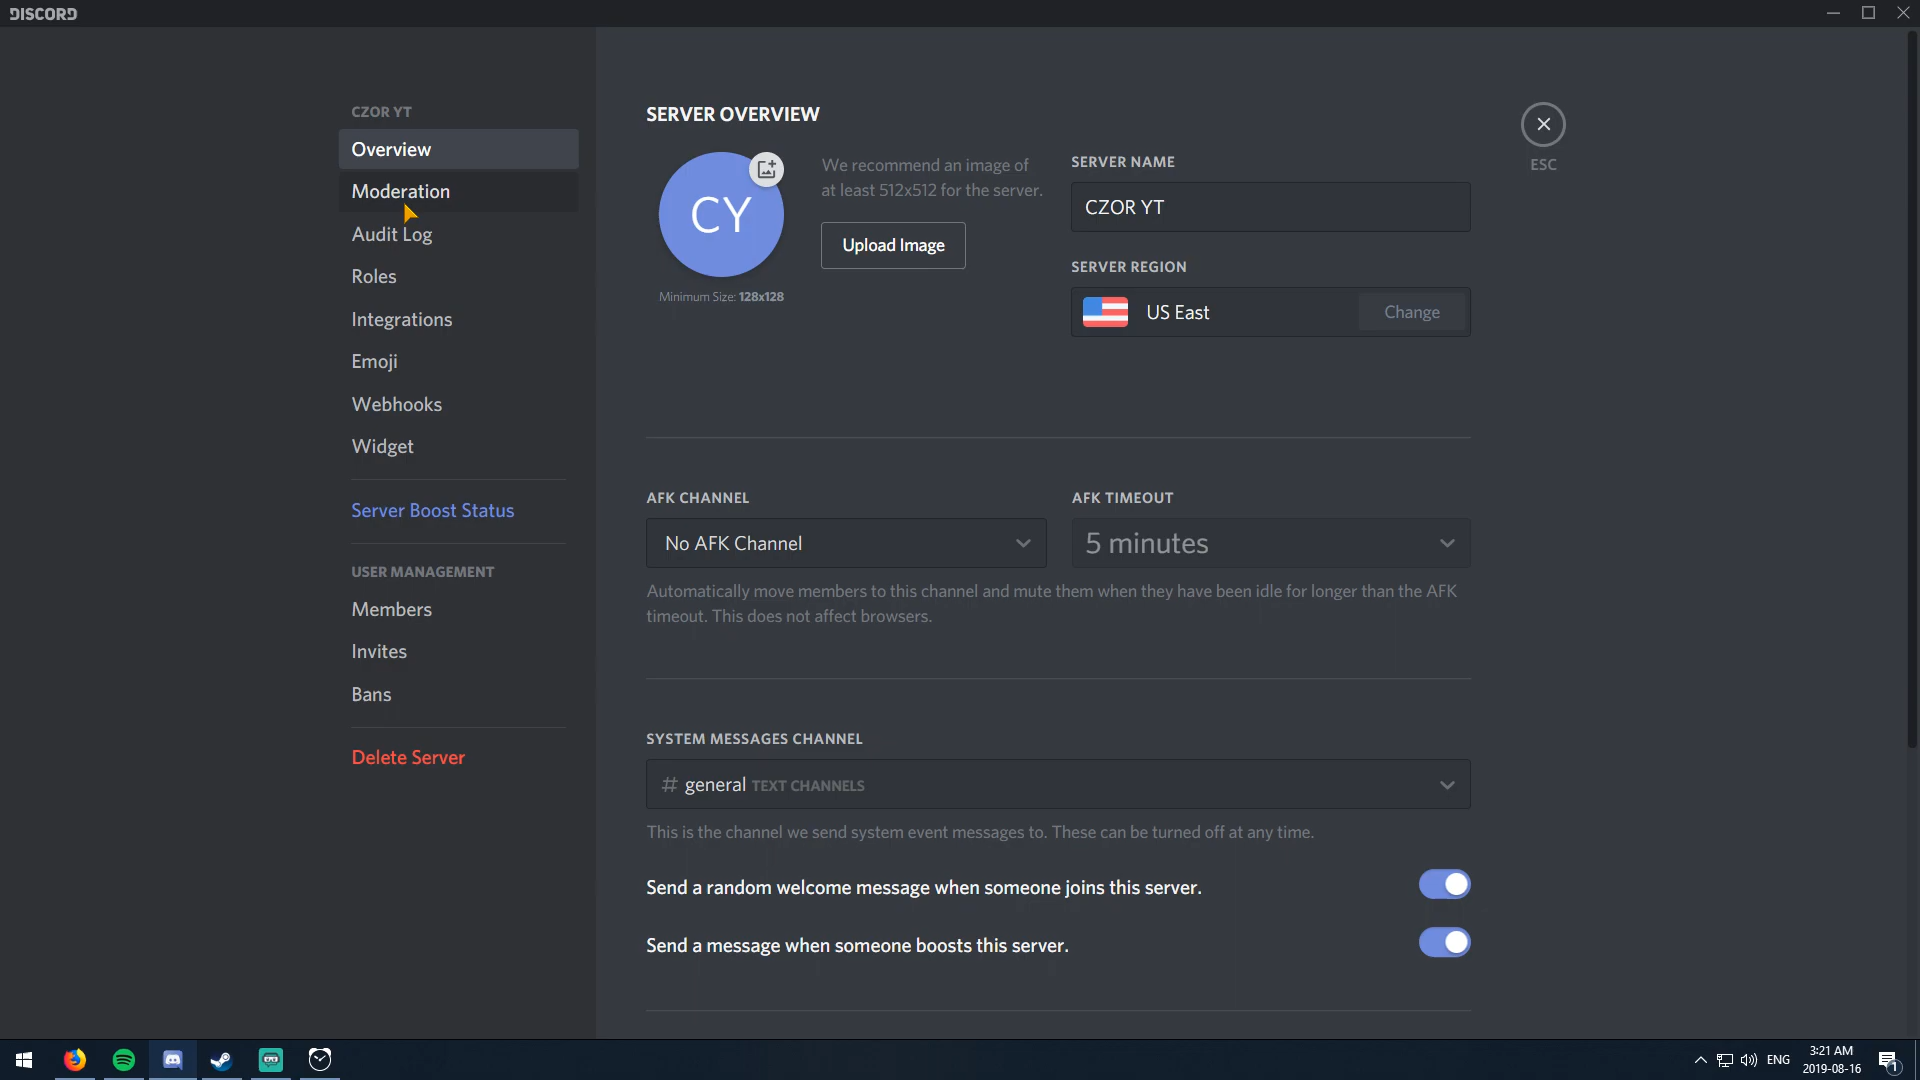 DISCORD
CZOR YT
Overview
Moderation
Audit Log
Roles
Integrations
Emoji
Webhooks
Widget
Server Boost Status
USER MANAGEMENT
Members
Invites
Bans
Delete Server
SERVER OVERVIEW
CY
Minimum Size: 128x128
We recommend an image of
at least 512x512 for the server.
Upload Image
SERVER NAME
CZOR YT
SERVER REGION
US East
Change
ESC
AFK CHANNEL
No AFK Channel
AFK TIMEOUT
5 minutes
Automatically move members to this channel and mute them when they have been idle for longer than the AFK
timeout. This does not affect browsers.
SYSTEM MESSAGES CHANNEL
# general TEXT CHANNELS
This is the channel we send system event messages to. These can be turned off at any time.
Send a random welcome message when someone joins this server.
Send a message when someone boosts this server.
ENG
3:21 AM
2019-08-16
1